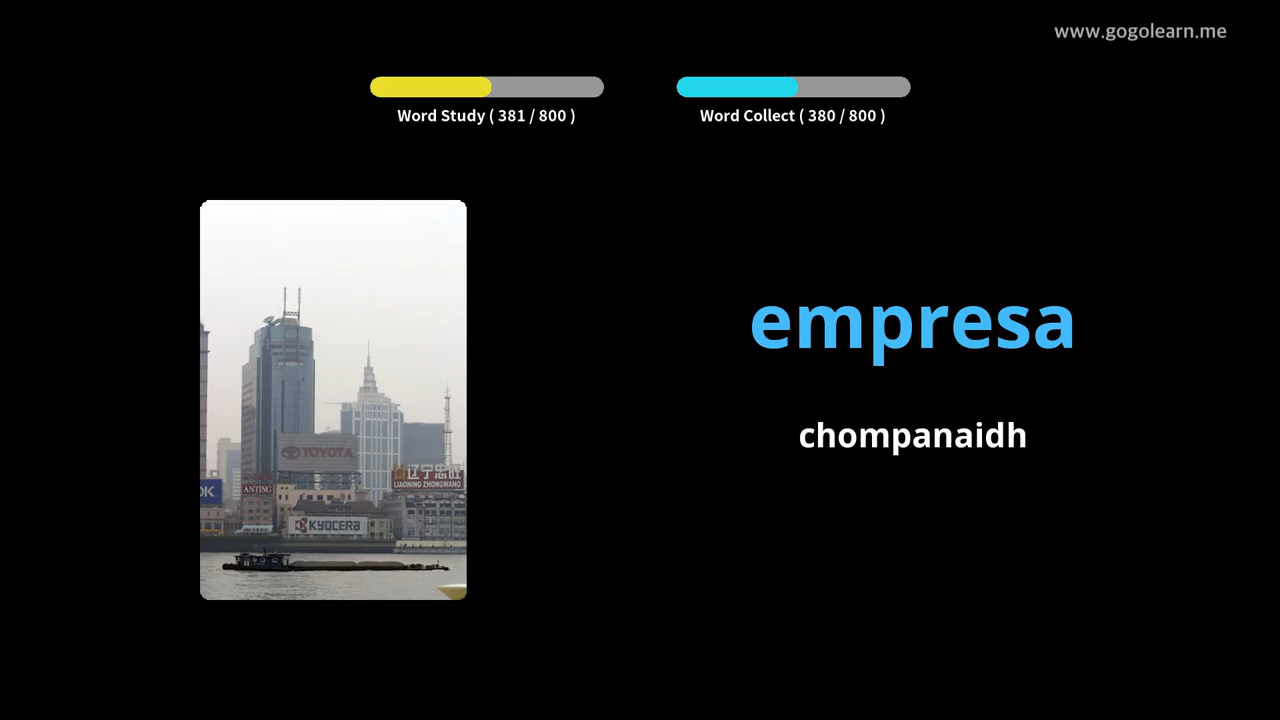 www.gogolearn.me
Word Study ( 381 / 800 )
Word Collect ( 380 / 800 )
empresa
chompanaidh
TOYOTA
辽宁忠旺
LIAONING ZHONGWANG
OK
ANTING
KYOCERA